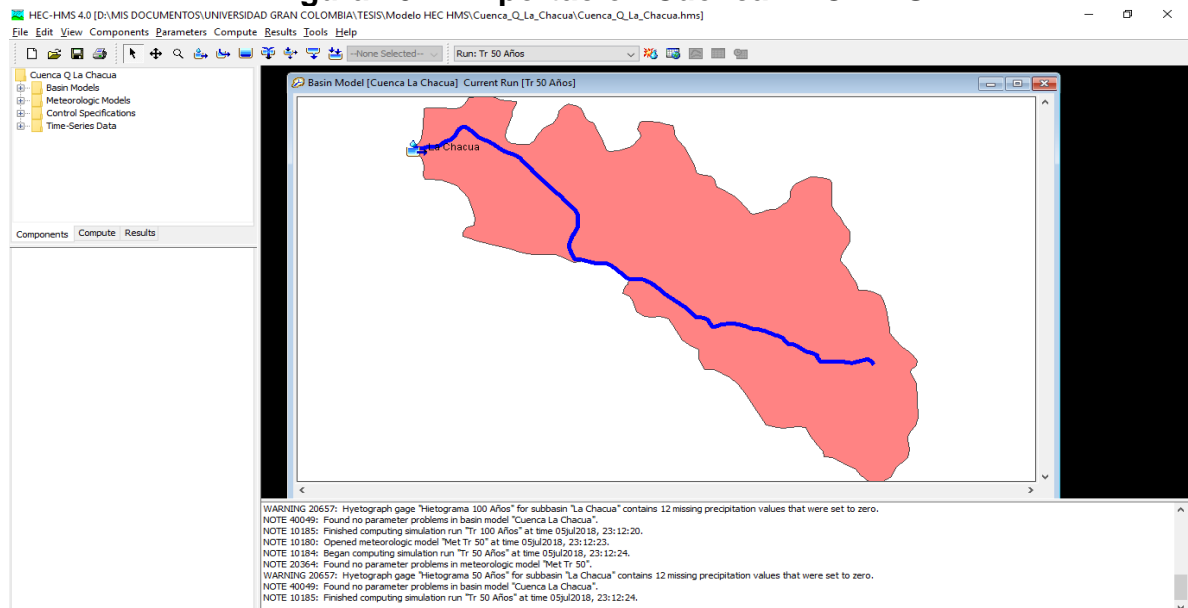 HEC-HMS 4.0 [D:\MIS DOCUMENTOS\UNIVERSIDAD GRAN COLOMBIA\TESIS\Modelo HEC HMS\Cuenca_Q_La_Chacua\Cuenca_Q_La_Chacua.hms]
File Edit View Components Parameters Compute Results Tools Help
--None Selected-- Run: Tr 50 Años
Cuenca Q La Chacua
Basin Models
Meteorologic Models
Control Specifications
Time-Series Data
Components Compute Results
Basin Model [Cuenca La Chacua] Current Run [Tr 50 Años]
La Chacua
WARNING 20657: Hyetograph gage "Hietograma 100 Años" for subbasin "La Chacua" contains 12 missing precipitation values that were set to zero.
NOTE 40049: Found no parameter problems in basin model "Cuenca La Chacua".
NOTE 10185: Finished computing simulation run "Tr 100 Años" at time 05jul2018, 23:12:20.
NOTE 10180: Opened meteorologic model "Met Tr 50" at time 05jul2018, 23:12:23.
NOTE 10184: Began computing simulation run "Tr 50 Años" at time 05jul2018, 23:12:24.
NOTE 20364: Found no parameter problems in meteorologic model "Met Tr 50".
WARNING 20657: Hyetograph gage "Hietograma 50 Años" for subbasin "La Chacua" contains 12 missing precipitation values that were set to zero.
NOTE 40049: Found no parameter problems in basin model "Cuenca La Chacua".
NOTE 10185: Finished computing simulation run "Tr 50 Años" at time 05jul2018, 23:12:24.